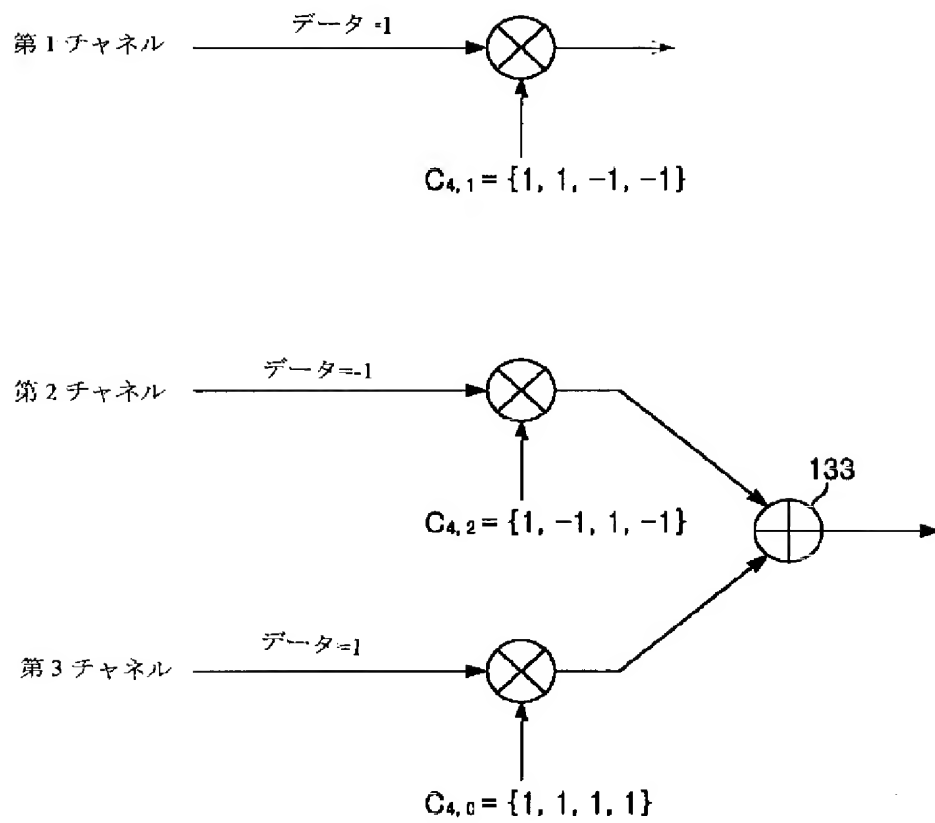 データ=1
第1チャネル
C4,1 = {1, 1, -1, -1}
データ=-1
第2チャネル
133
C4,2 = {1, -1, 1, -1}
データ=1
第3チャネル
C4,0 = {1, 1, 1, 1}